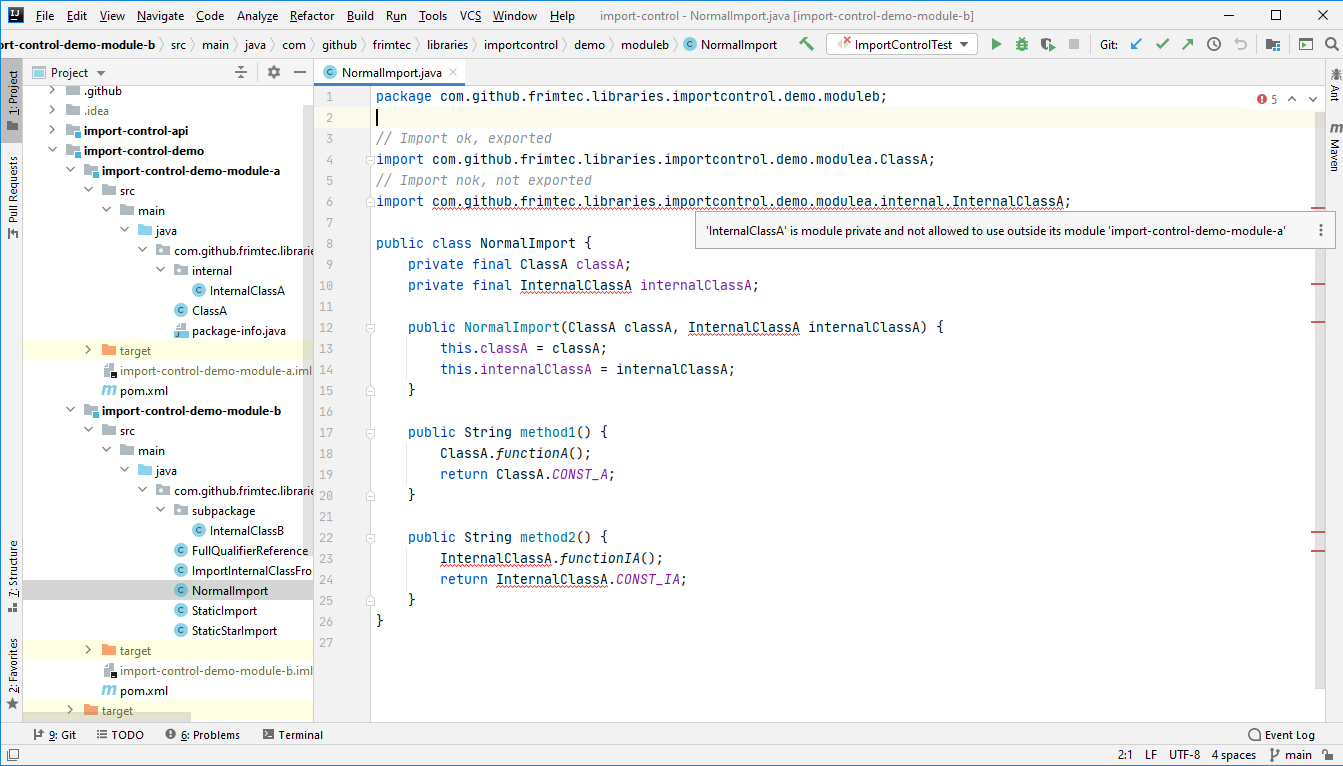 File Edit View Navigate Code Analyze Refactor Build Run Tools VCS Window Help import-control - NormalImport.java [import-control-demo-module-b]
ort-control-demo-module-b src main java com github frimtec libraries importcontrol demo moduleb NormalImport ImportControlTest Git:
Project
NormalImport.java
1: Project
Pull Requests
7: Structure
2: Favorites
.github
.idea
import-control-api
import-control-demo
import-control-demo-module-a
src
main
java
com.github.frimtec.librarie
internal
InternalClassA
ClassA
package-info.java
target
import-control-demo-module-a.iml
pom.xml
import-control-demo-module-b
src
main
java
com.github.frimtec.librarie
subpackage
InternalClassB
FullQualifierReference
ImportInternalClassFro
NormalImport
StaticImport
StaticStarImport
target
import-control-demo-module-b.iml
pom.xml
target
1 package com.github.frimtec.libraries.importcontrol.demo.moduleb;
2
3 // Import ok, exported
4 import com.github.frimtec.libraries.importcontrol.demo.modulea.ClassA;
5 // Import nok, not exported
6 import com.github.frimtec.libraries.importcontrol.demo.modulea.internal.InternalClassA;
7
8 public class NormalImport {
9 private final ClassA classA;
10 private final InternalClassA internalClassA;
11
12 public NormalImport(ClassA classA, InternalClassA internalClassA) {
13 this.classA = classA;
14 this.internalClassA = internalClassA;
15 }
16
17 public String method1() {
18 ClassA.functionA();
19 return ClassA.CONST_A;
20 }
21
22 public String method2() {
23 InternalClassA.functionIA();
24 return InternalClassA.CONST_IA;
25 }
26 }
27
5
'InternalClassA' is module private and not allowed to use outside its module 'import-control-demo-module-a'
Ant
Maven
9: Git TODO 6: Problems Terminal Event Log
2:1 LF UTF-8 4 spaces main